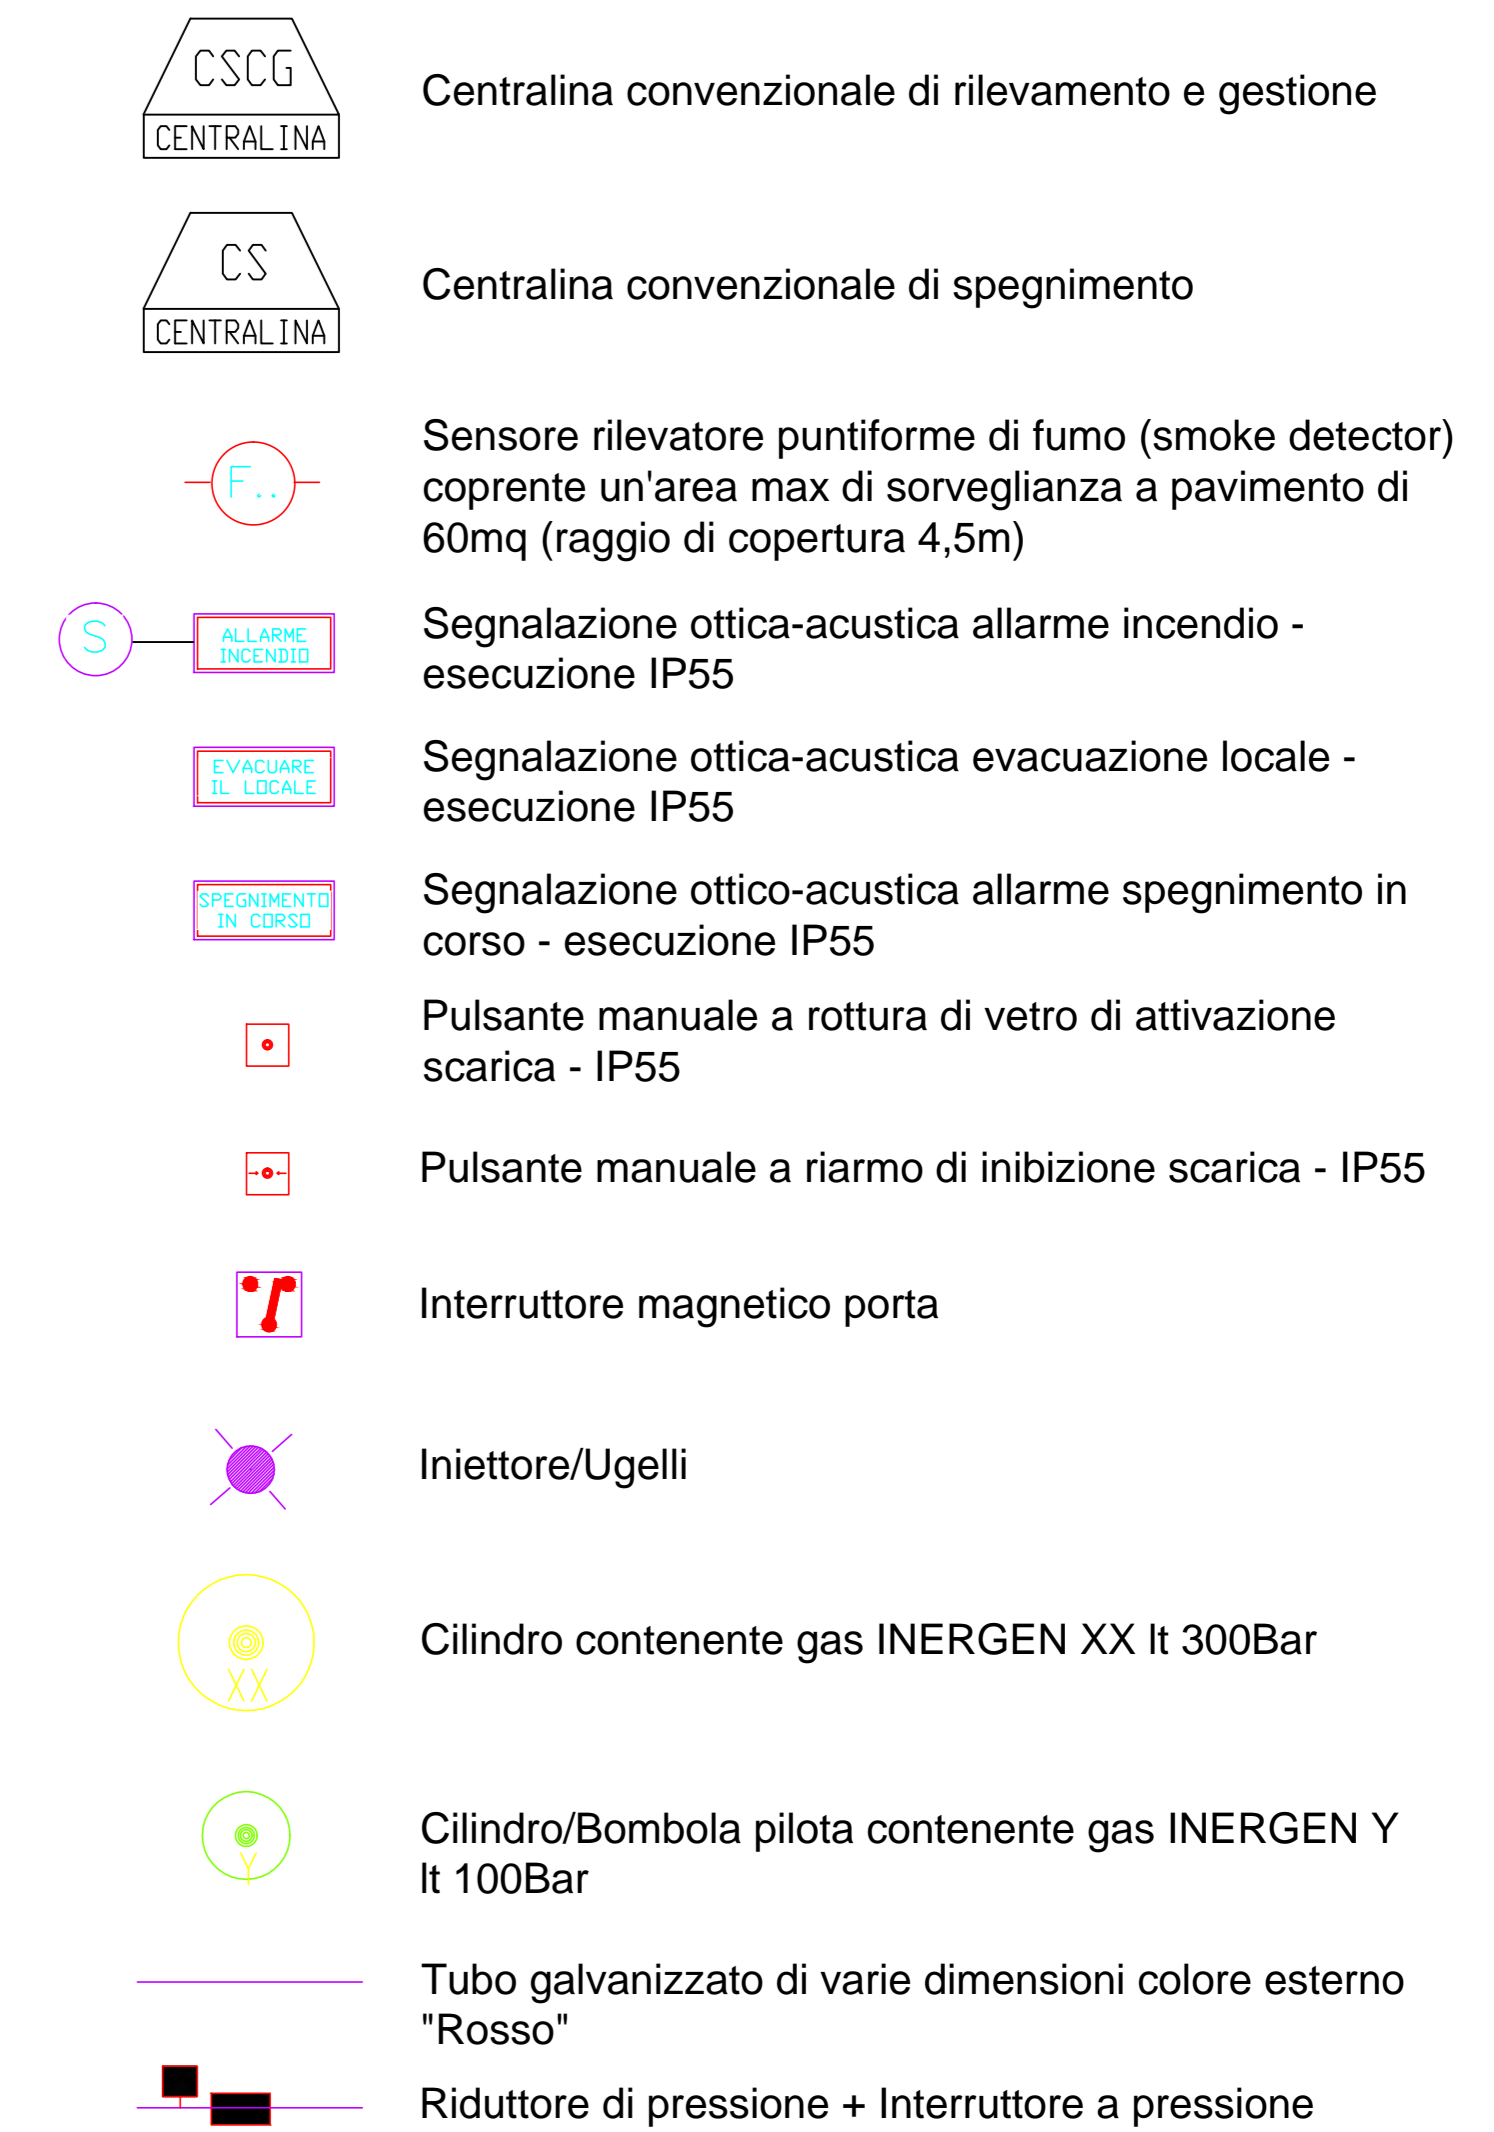 CSCG
CENTRALINA
Centralina convenzionale di rilevamento e gestione
CS
CENTRALINA
Centralina convenzionale di spegnimento
F..
Sensore rilevatore puntiforme di fumo (smoke detector)
coprente un'area max di sorveglianza a pavimento di
60mq (raggio di copertura 4,5m)
S
ALLARME
INCENDIO
Segnalazione ottica-acustica allarme incendio -
esecuzione IP55
EVACUARE
IL LOCALE
Segnalazione ottica-acustica evacuazione locale -
esecuzione IP55
SPEGNIMENTO
IN CORSO
Segnalazione ottico-acustica allarme spegnimento in
corso - esecuzione IP55
Pulsante manuale a rottura di vetro di attivazione
scarica - IP55
Pulsante manuale a riarmo di inibizione scarica - IP55
Interruttore magnetico porta
Iniettore/Ugelli
XX
Cilindro contenente gas INERGEN XX lt 300Bar
Y
Cilindro/Bombola pilota contenente gas INERGEN Y
lt 100Bar
Tubo galvanizzato di varie dimensioni colore esterno
"Rosso"
Riduttore di pressione + Interruttore a pressione